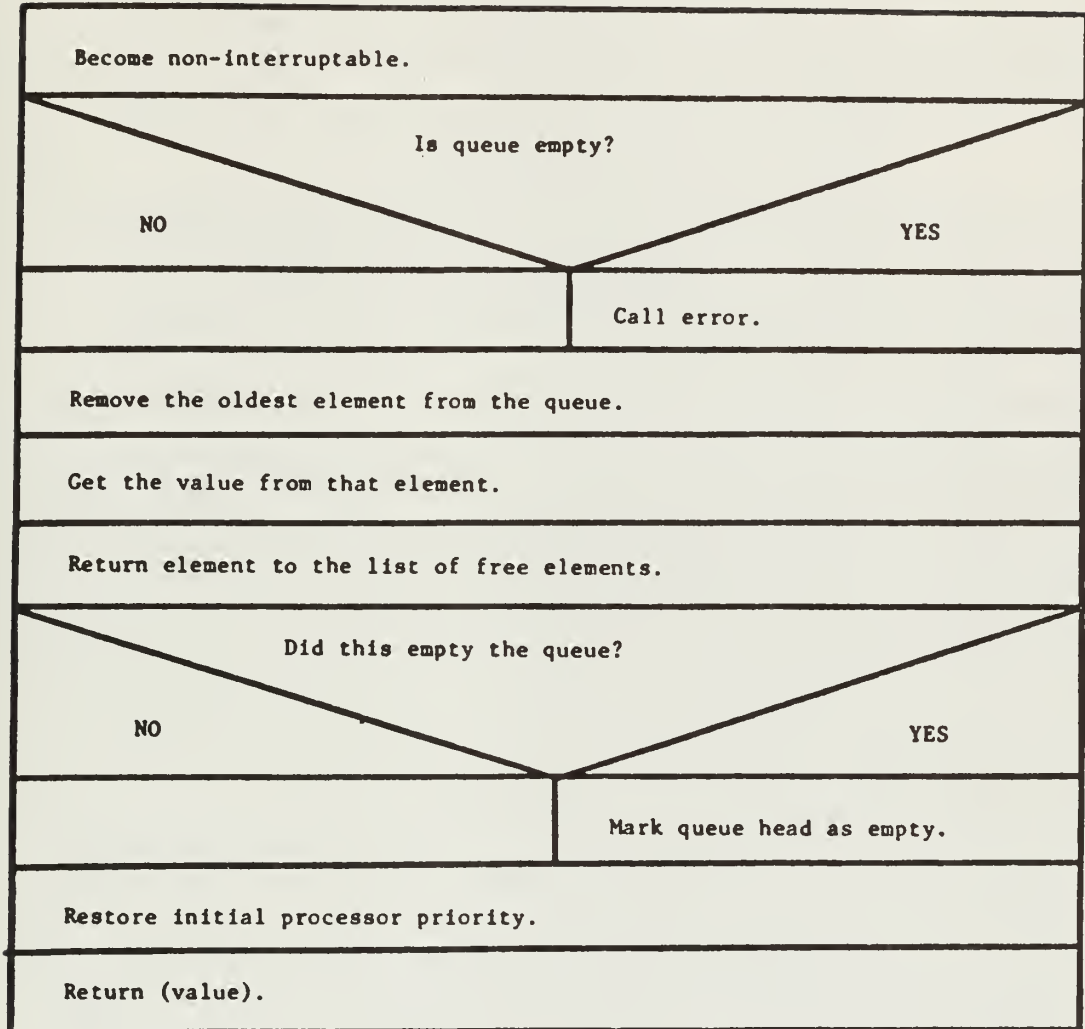 Become non-interruptable.
Is queue empty?
NO
YES
Call error.
Remove the oldest element from the queue.
Get the value from that element.
Return element to the list of free elements.
Did this empty the queue?
NO
YES
Mark queue head as empty.
Restore initial processor priority.
Return (value).